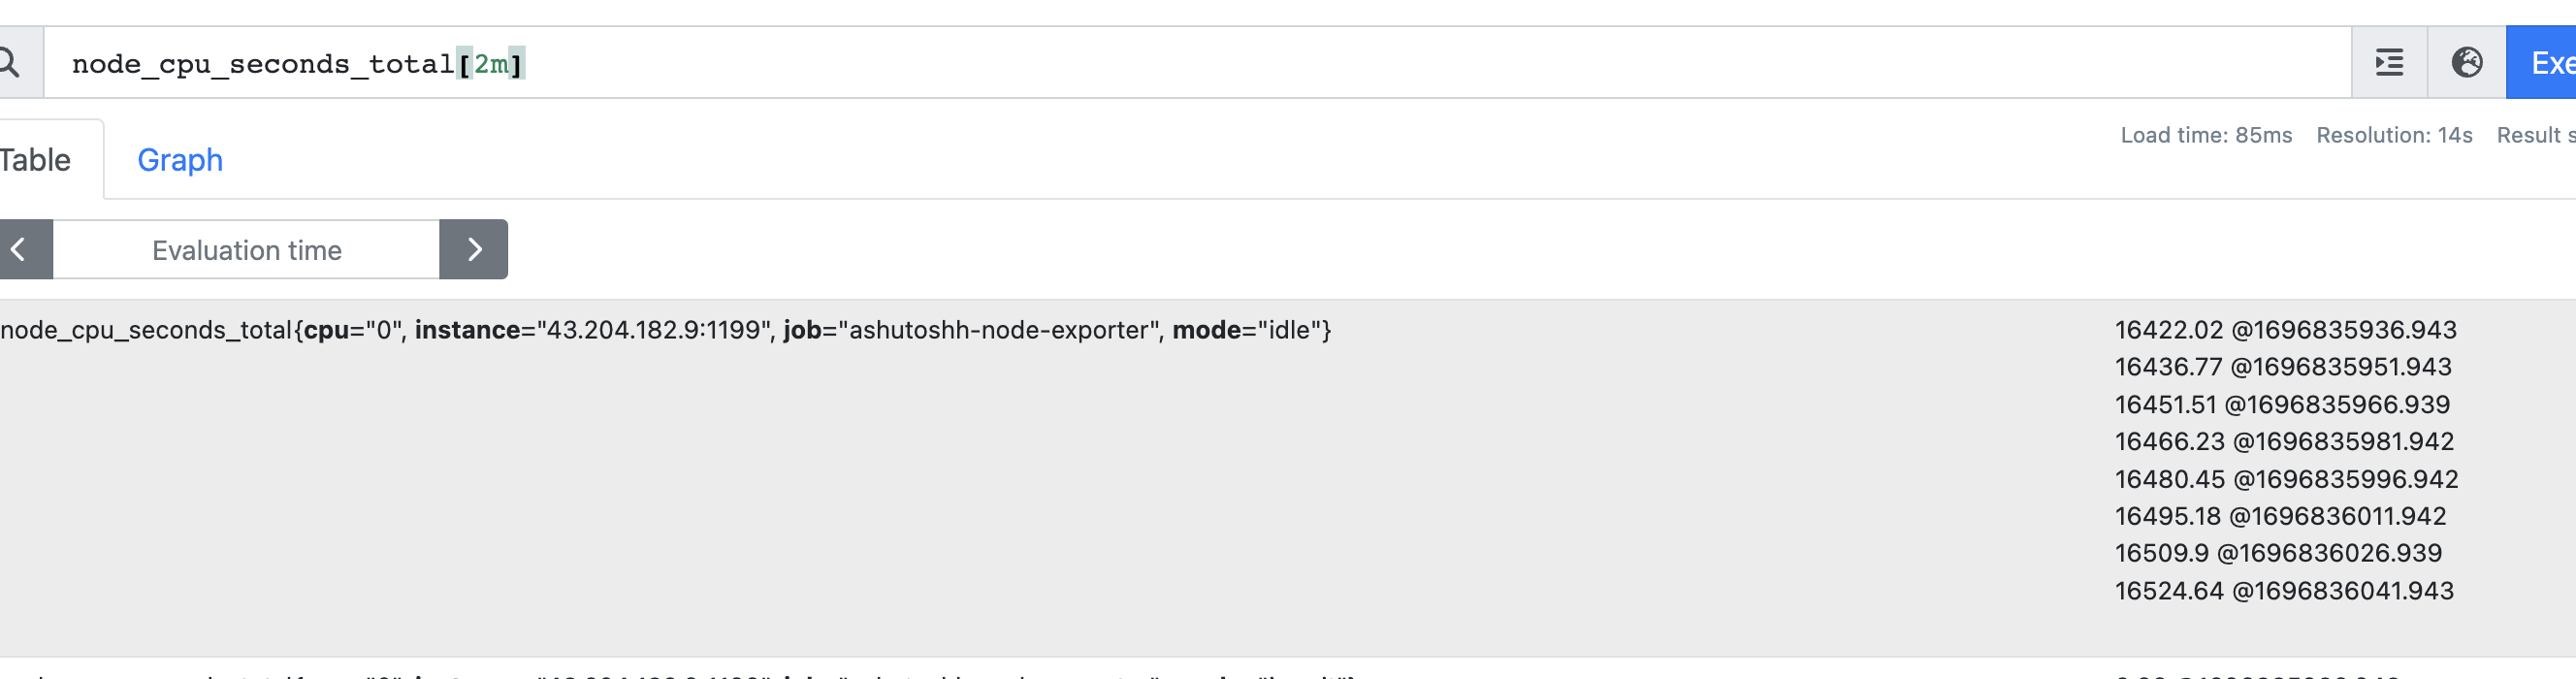 node_cpu_seconds_total[2m]
Exe
Table Graph
Load time: 85ms Resolution: 14s Result s
Evaluation time
node_cpu_seconds_total{cpu="0", instance="43.204.182.9:1199", job="ashutoshh-node-exporter", mode="idle"}
16422.02 @1696835936.943
16436.77 @1696835951.943
16451.51 @1696835966.939
16466.23 @1696835981.942
16480.45 @1696835996.942
16495.18 @1696836011.942
16509.9 @1696836026.939
16524.64 @1696836041.943